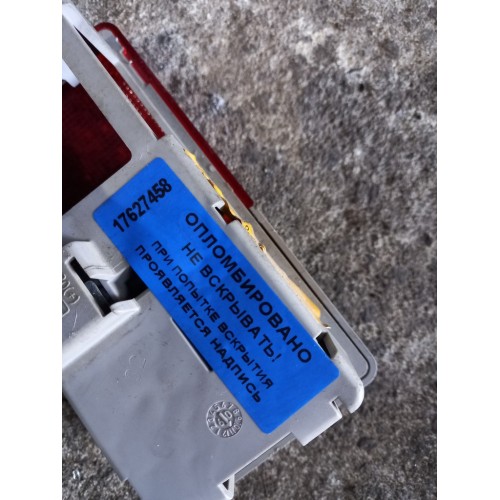 17627458
ОПЛОМБИРОВАНО
НЕ ВСКРЫВАТЬ!
ПРИ ПОПЫТКЕ ВСКРЫТИЯ
ПРОЯВЛЯЕТСЯ НАДПИСЬ